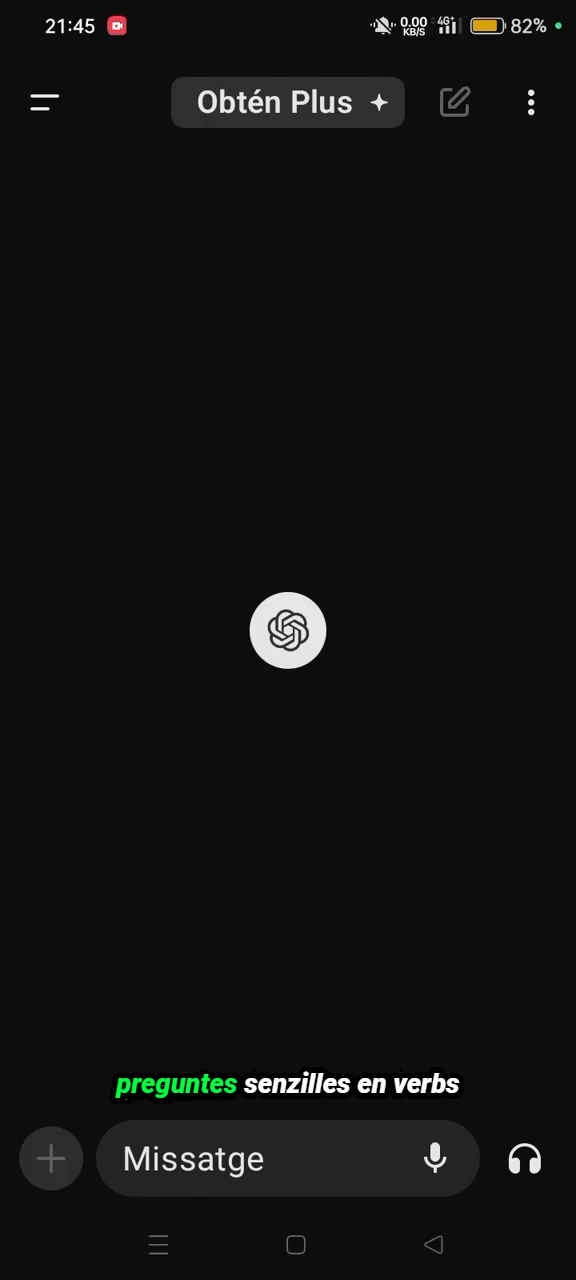 21:45
0.00
KB/S
4G+
82%
Obtén Plus
preguntes senzilles en verbs
Missatge